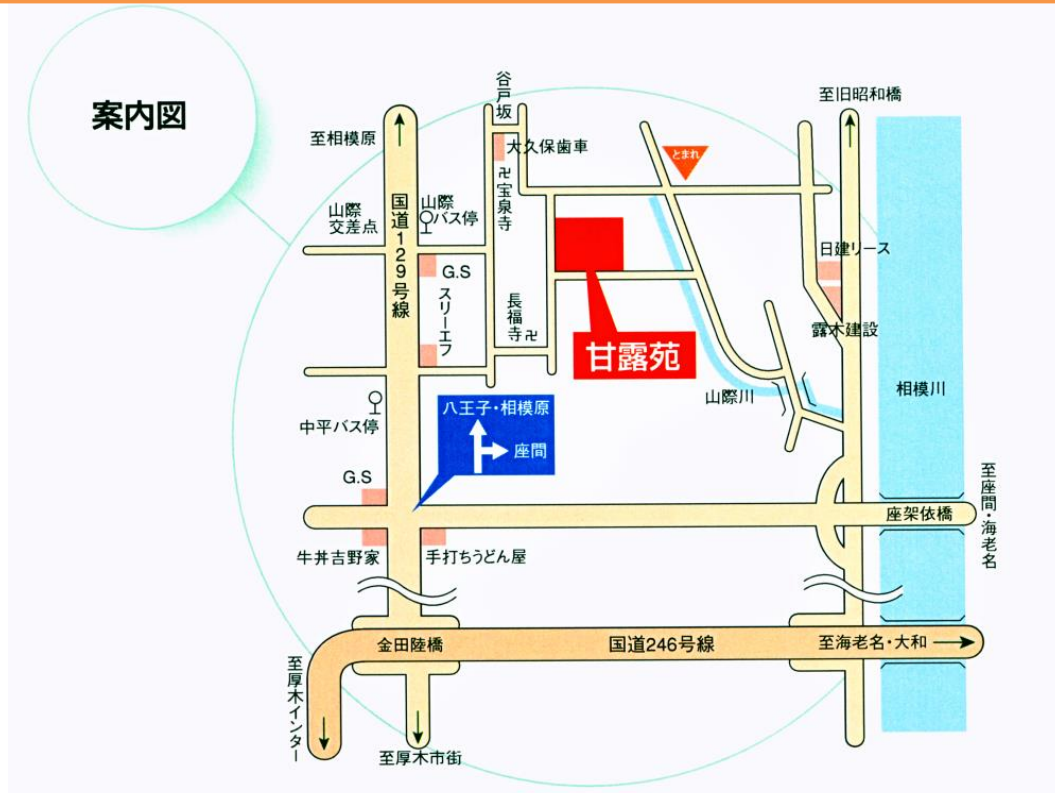 案内図
谷戸坂
至旧昭和橋
至相模原
大久保歯車
とまれ
卍宝泉寺
山際
交差点
国道129号線
山際
バス停
日建リース
G.S
スリーエフ
長福寺卍
露木建設
甘露苑
山際川
相模川
中平バス停
八王子・相模原
座間
G.S
至座間・海老名
座架依橋
牛丼吉野家
手打ちうどん屋
金田陸橋
国道246号線
至海老名・大和
至厚木インター
至厚木市街